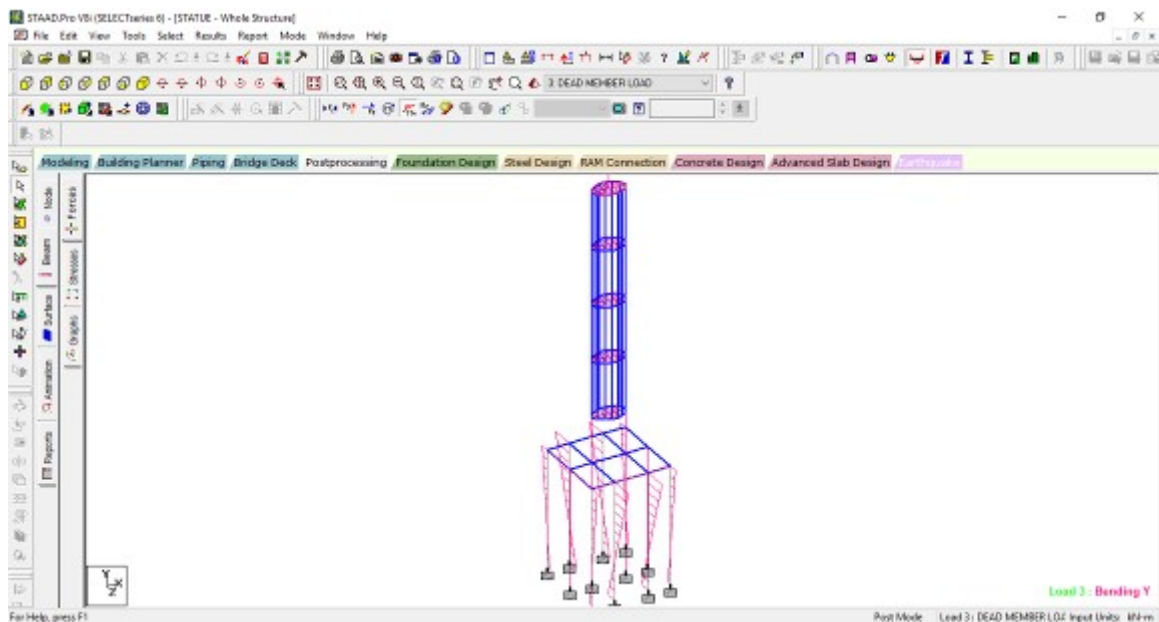 STAAD.Pro V8i (SELECTseries 6) - [STATUE - Whole Structure]
File Edit View Tools Select Results Report Mode Window Help
3: DEAD MEMBER LOAD
Modeling Building Planner Piping Bridge Deck Postprocessing Foundation Design Steel Design RAM Connection Concrete Design Advanced Slab Design Earthquake
Node
Beam
Surface
Animation
Reports
Forces
Stresses
Graphs
Y
X
Z
Load 3 : Bending Y
For Help, press F1
Post Mode Load 3 : DEAD MEMBER LOA Input Units: kN-m